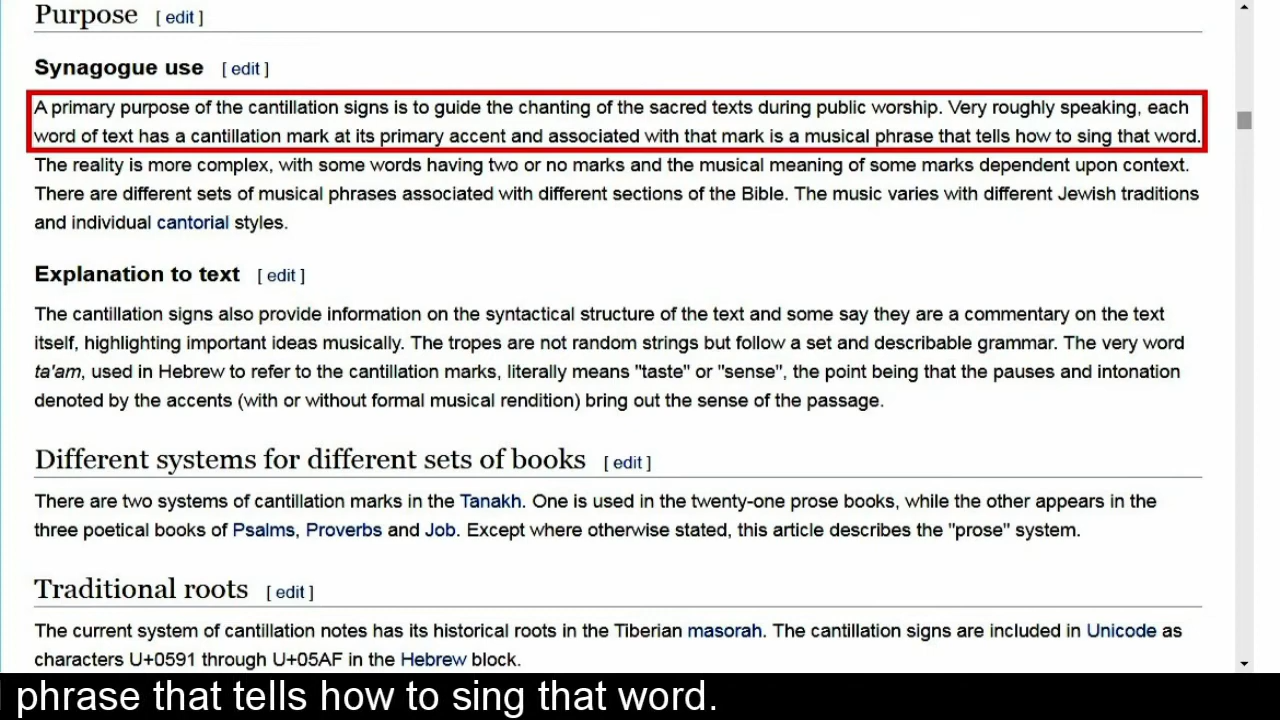 Purpose [ edit ]
Synagogue use [ edit ]
A primary purpose of the cantillation signs is to guide the chanting of the sacred texts during public worship. Very roughly speaking, each
word of text has a cantillation mark at its primary accent and associated with that mark is a musical phrase that tells how to sing that word.
The reality is more complex, with some words having two or no marks and the musical meaning of some marks dependent upon context.
There are different sets of musical phrases associated with different sections of the Bible. The music varies with different Jewish traditions
and individual cantorial styles.
Explanation to text [ edit ]
The cantillation signs also provide information on the syntactical structure of the text and some say they are a commentary on the text
itself, highlighting important ideas musically. The tropes are not random strings but follow a set and describable grammar. The very word
ta'am, used in Hebrew to refer to the cantillation marks, literally means "taste" or "sense", the point being that the pauses and intonation
denoted by the accents (with or without formal musical rendition) bring out the sense of the passage.
Different systems for different sets of books [ edit ]
There are two systems of cantillation marks in the Tanakh. One is used in the twenty-one prose books, while the other appears in the
three poetical books of Psalms, Proverbs and Job. Except where otherwise stated, this article describes the "prose" system.
Traditional roots [ edit ]
The current system of cantillation notes has its historical roots in the Tiberian masorah. The cantillation signs are included in Unicode as
characters U+0591 through U+05AF in the Hebrew block.
phrase that tells how to sing that word.